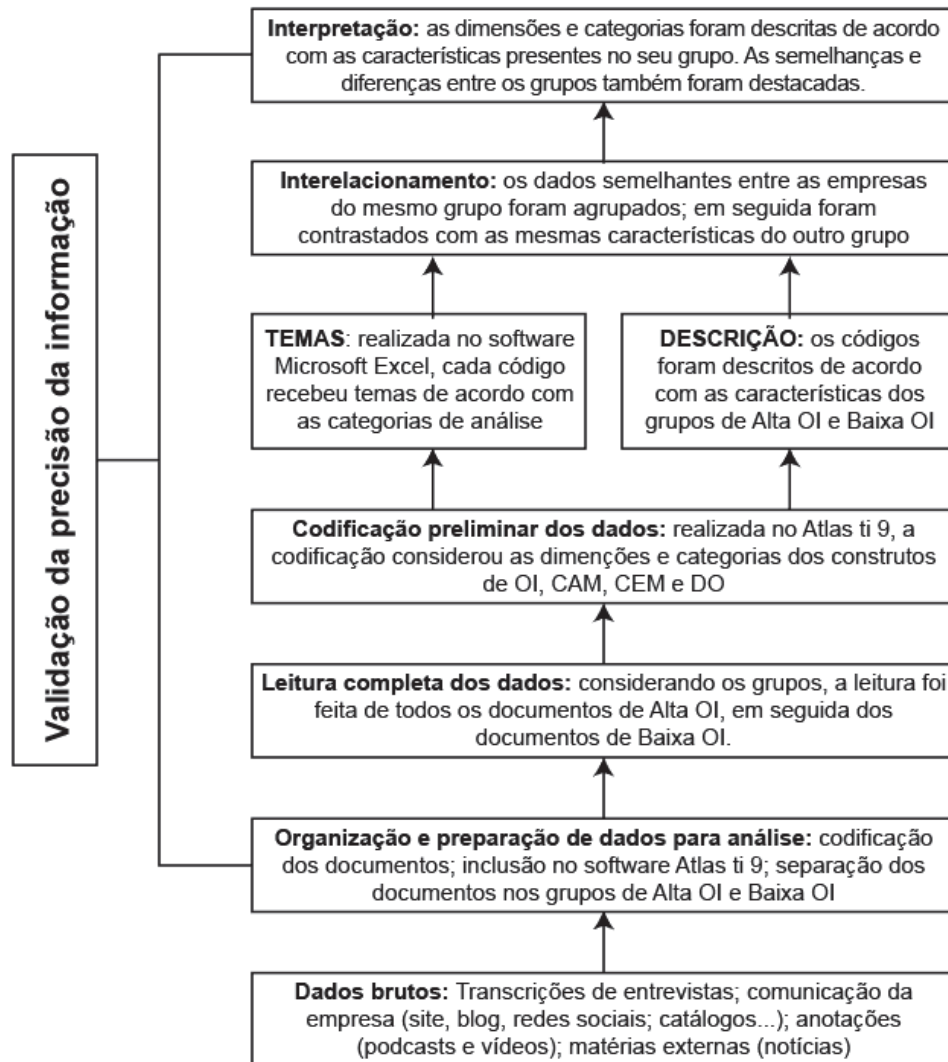 Validação da precisão da informação
Interpretação: as dimensões e categorias foram descritas de acordo
com as características presentes no seu grupo. As semelhanças e
diferenças entre os grupos também foram destacadas.
Interelacionamento: os dados semelhantes entre as empresas
do mesmo grupo foram agrupados; em seguida foram
contrastados com as mesmas características do outro grupo
TEMAS: realizada no software
Microsoft Excel, cada código
recebeu temas de acordo com
as categorias de análise
DESCRIÇÃO: os códigos
foram descritos de acordo
com as características dos
grupos de Alta OI e Baixa OI
Codificação preliminar dos dados: realizada no Atlas ti 9, a
codificação considerou as dimenções e categorias dos construtos
de OI, CAM, CEM e DO
Leitura completa dos dados: considerando os grupos, a leitura foi
feita de todos os documentos de Alta OI, em seguida dos
documentos de Baixa OI.
Organização e preparação de dados para análise: codificação
dos documentos; inclusão no software Atlas ti 9; separação dos
documentos nos grupos de Alta OI e Baixa OI
Dados brutos: Transcrições de entrevistas; comunicação da
empresa (site, blog, redes sociais; catálogos...); anotações
(podcasts e vídeos); matérias externas (notícias)